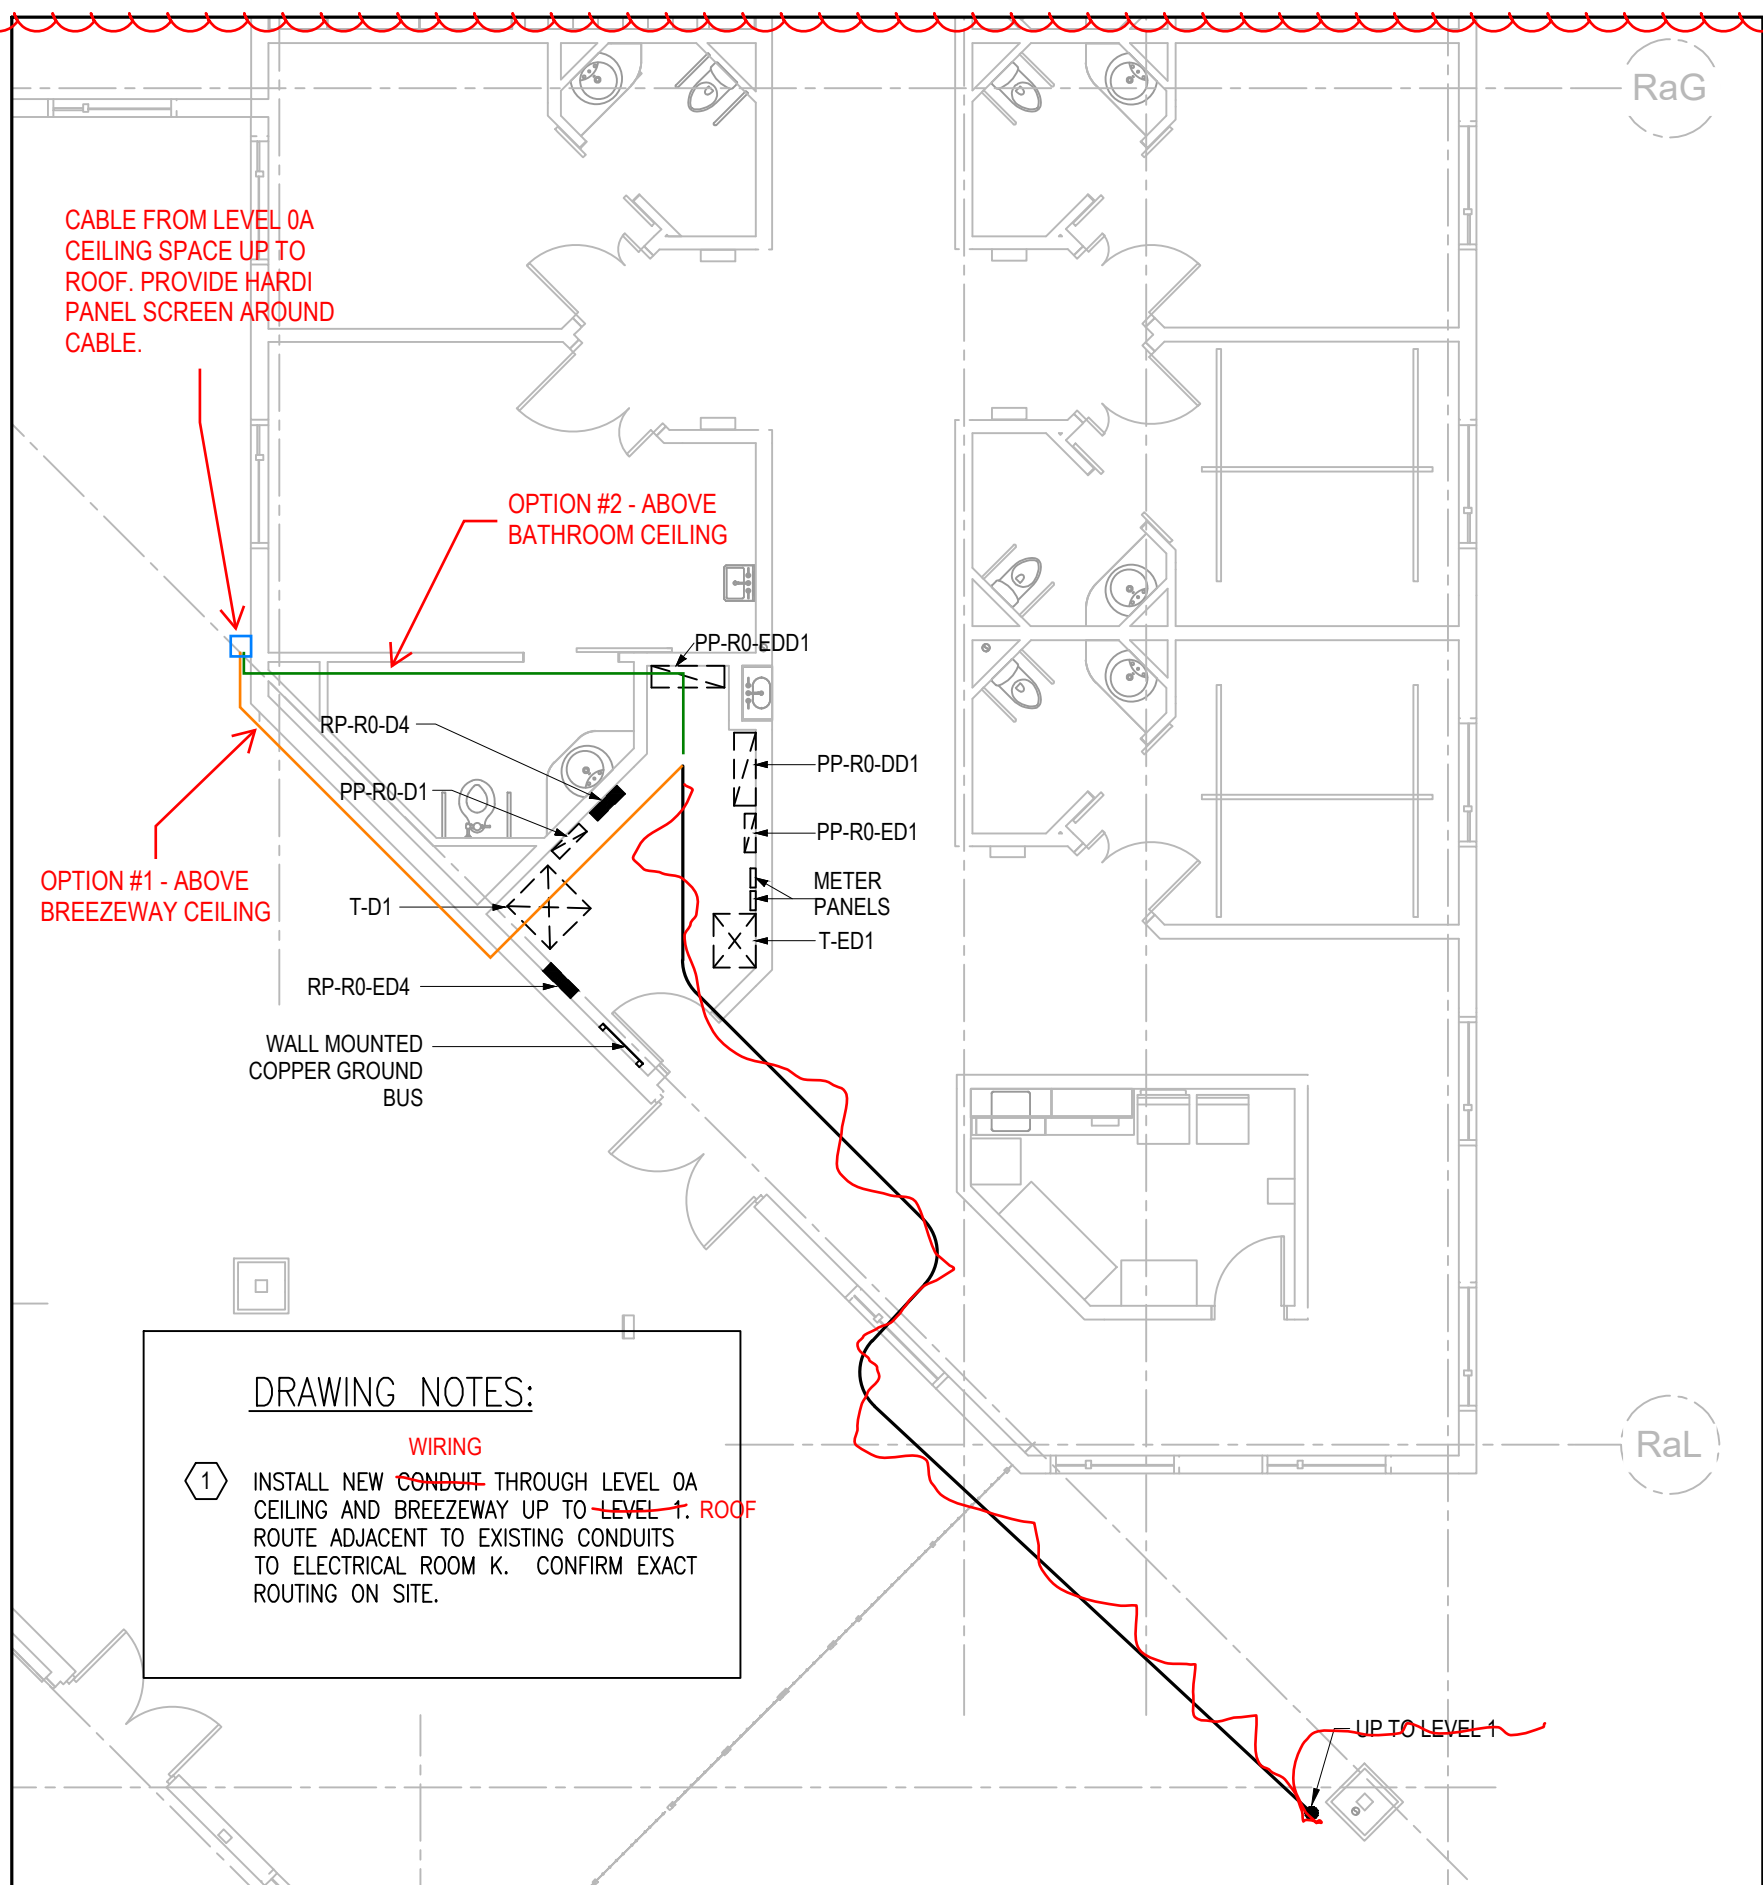 RaG
CABLE FROM LEVEL 0A
CEILING SPACE UP TO
ROOF. PROVIDE HARDI
PANEL SCREEN AROUND
CABLE.
OPTION #2 - ABOVE
BATHROOM CEILING
PP-R0-EDD1
RP-R0-D4
PP-R0-DD1
PP-R0-D1
PP-R0-ED1
OPTION #1 - ABOVE
BREEZEWAY CEILING
METER
PANELS
T-D1
T-ED1
RP-R0-ED4
WALL MOUNTED
COPPER GROUND
BUS
DRAWING NOTES:
WIRING
1 INSTALL NEW CONDUIT THROUGH LEVEL 0A
CEILING AND BREEZEWAY UP TO LEVEL 1. ROOF
ROUTE ADJACENT TO EXISTING CONDUITS
TO ELECTRICAL ROOM K. CONFIRM EXACT
ROUTING ON SITE.
RaL
UP TO LEVEL 1